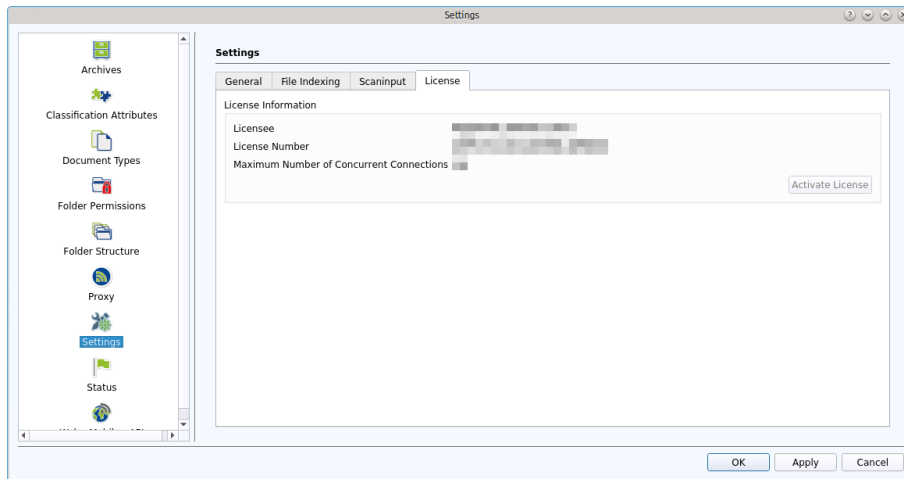 Settings
Archives
Classification Attributes
Document Types
Folder Permissions
Folder Structure
Proxy
Settings
Status
Settings
General File Indexing Scaninput License
License Information
Licensee
License Number
Maximum Number of Concurrent Connections
Activate License
OK Apply Cancel